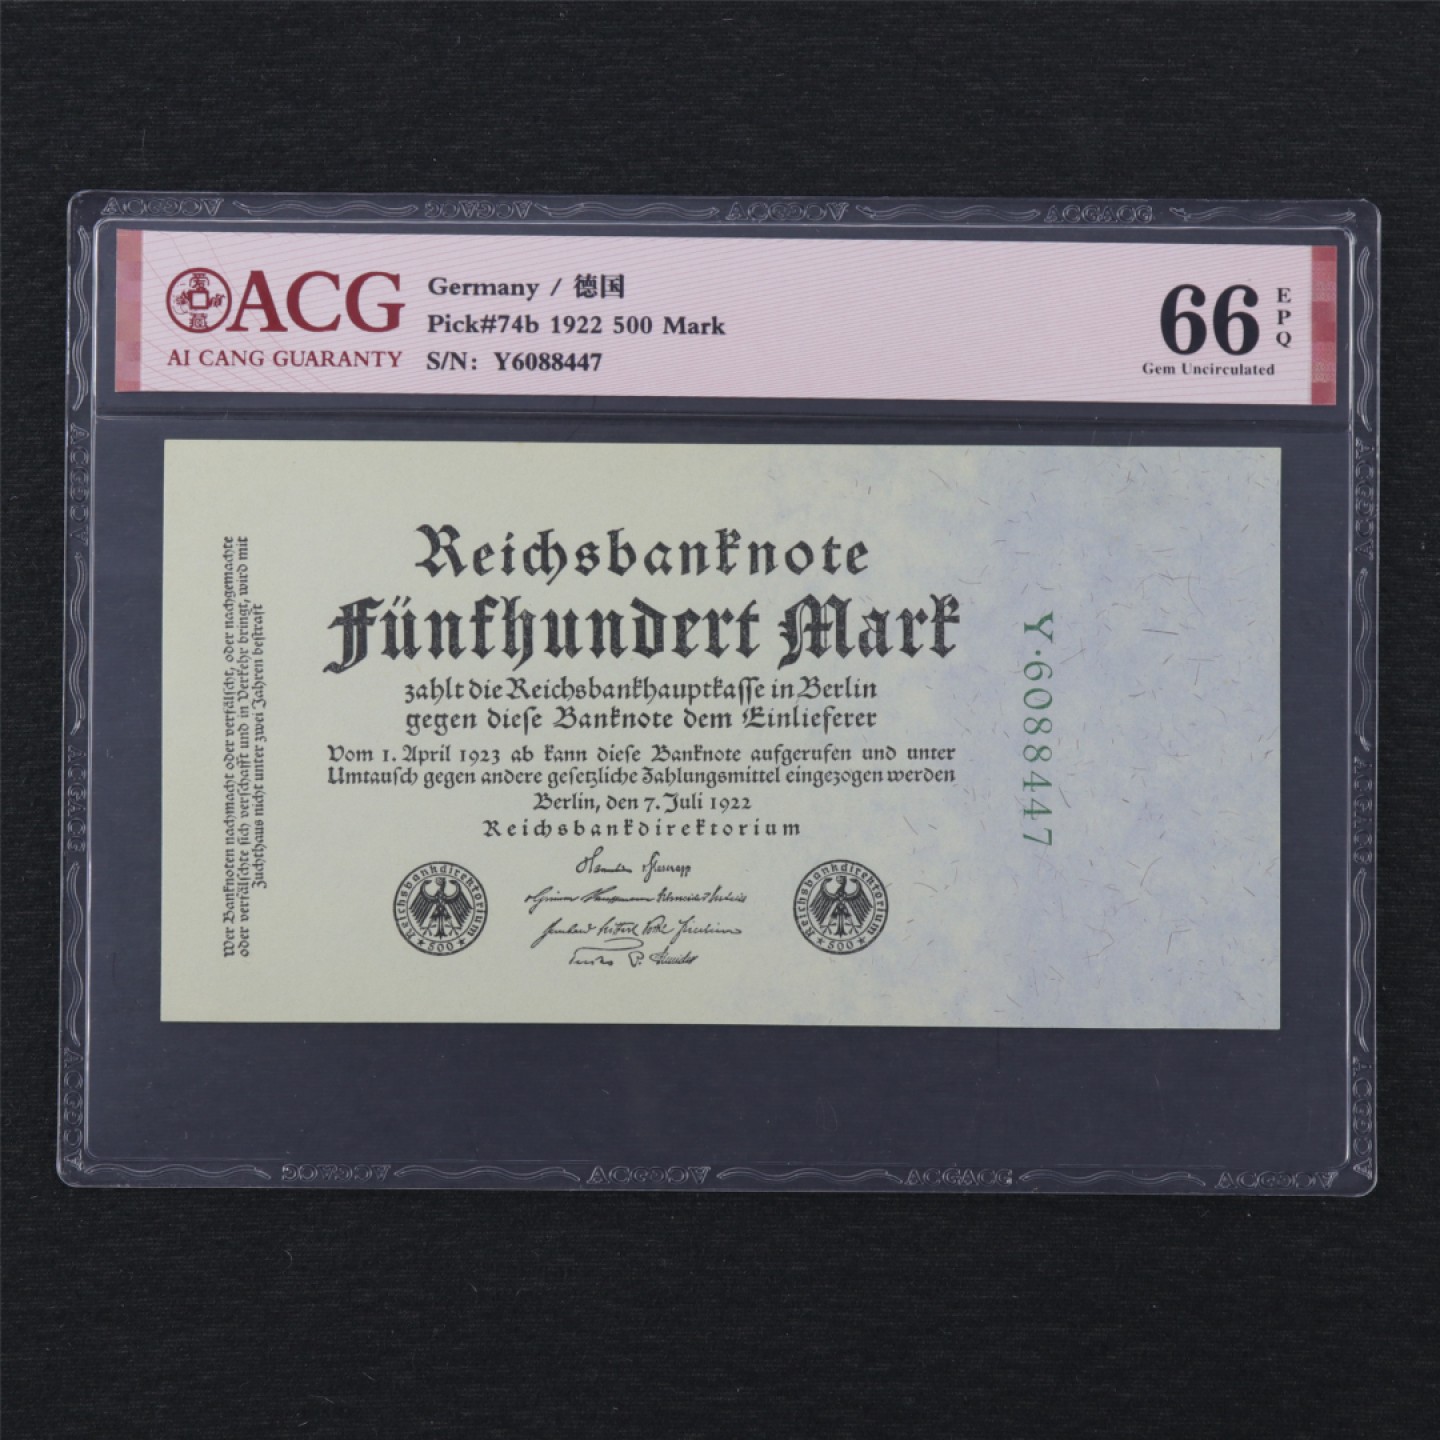 ACG
AI CANG GUARANTY
Germany / 德国
Pick#74b 1922 500 Mark
S/N: Y6088447
66
EPQ
Gem Uncirculated
Reichsbanknote
Fünfhundert Mark
zahlt die Reichsbankhauptkasse in Berlin
gegen diese Banknote dem Einlieferer
Vom 1. April 1923 ab kann diese Banknote aufgerufen und unter
Umtausch gegen andere gesetzliche Zahlungsmittel eingezogen werden
Berlin, den 7. Juli 1922
Reichsbankdirektorium
Reichsbankdirektorium
500
Reichsbankdirektorium
500
Wer Banknoten nachmacht oder verfälscht, oder nachgemachte
oder verfälschte sich verschafft und in Verkehr bringt, wird mit
Zuchthaus nicht unter zwei Jahren bestraft
Y·6088447